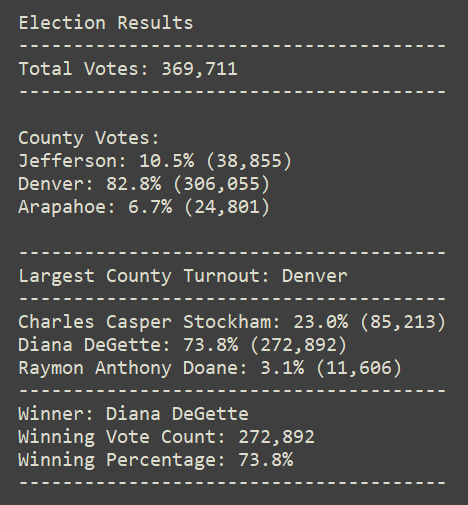 Election Results
---------------------------------------
Total Votes: 369,711
---------------------------------------
County Votes:
Jefferson: 10.5% (38,855)
Denver: 82.8% (306,055)
Arapahoe: 6.7% (24,801)
---------------------------------------
Largest County Turnout: Denver
---------------------------------------
Charles Casper Stockham: 23.0% (85,213)
Diana DeGette: 73.8% (272,892)
Raymon Anthony Doane: 3.1% (11,606)
---------------------------------------
Winner: Diana DeGette
Winning Vote Count: 272,892
Winning Percentage: 73.8%
---------------------------------------